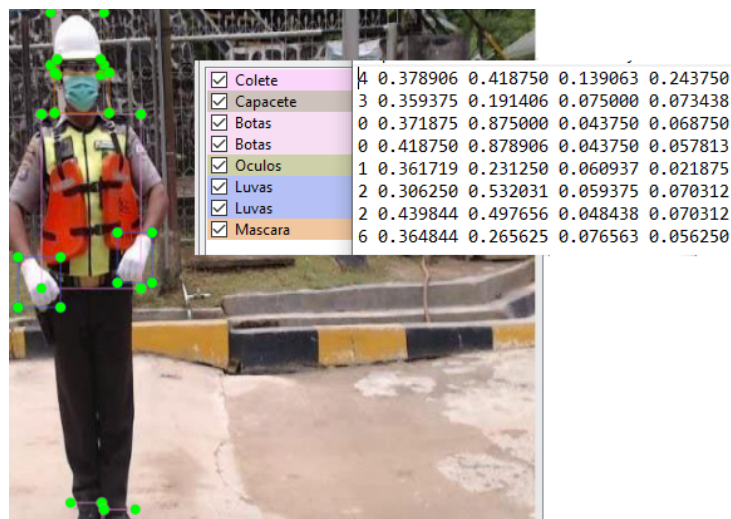 Colete
Capacete
Botas
Botas
Oculos
Luvas
Luvas
Mascara
4 0.378906 0.418750 0.139063 0.243750
3 0.359375 0.191406 0.075000 0.073438
0 0.371875 0.875000 0.043750 0.068750
0 0.418750 0.878906 0.043750 0.057813
1 0.361719 0.231250 0.060937 0.021875
2 0.306250 0.532031 0.059375 0.070312
2 0.439844 0.497656 0.048438 0.070312
6 0.364844 0.265625 0.076563 0.056250